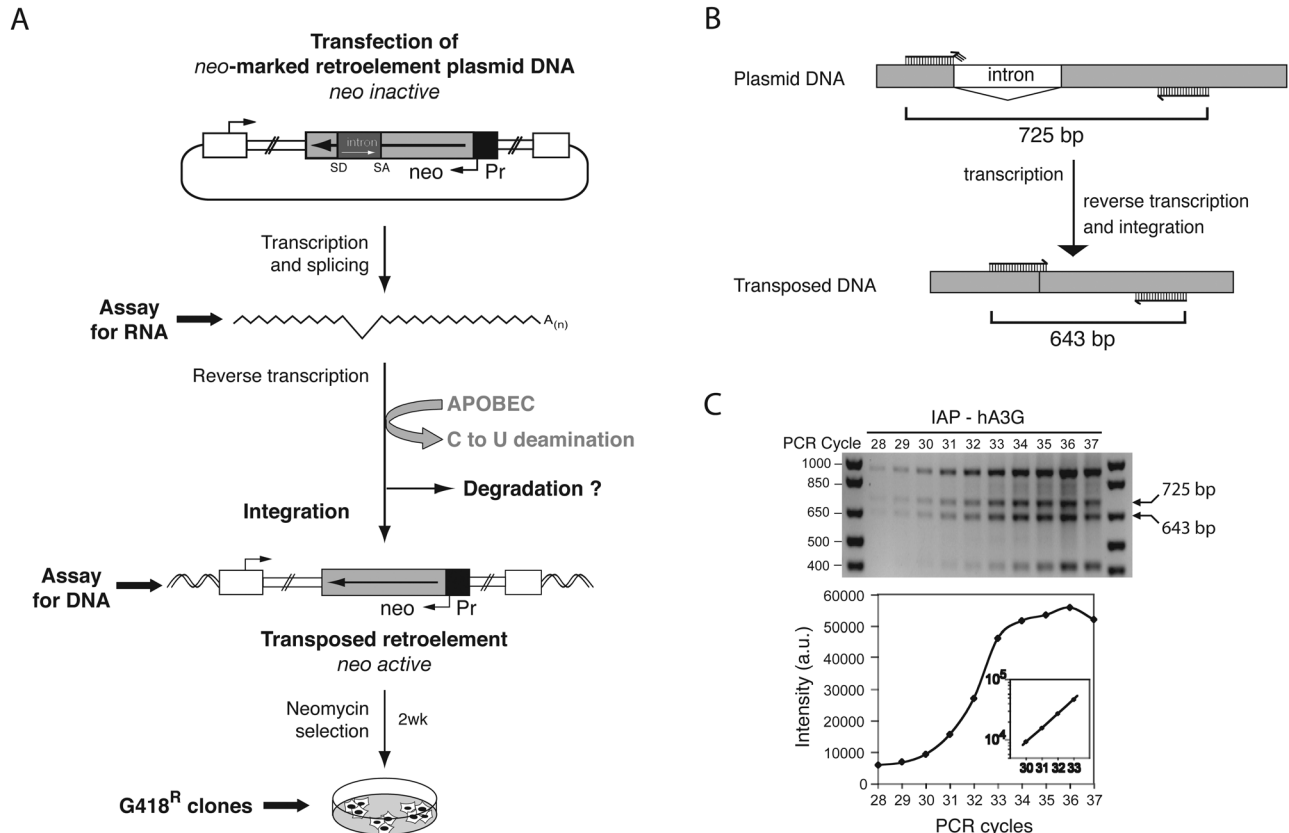 A
Transfection of
neo-marked retroelement plasmid DNA
neo inactive
intron
SD
SA
neo
Pr
Transcription
and splicing
Assay
for RNA
A(n)
Reverse transcription
APOBEC
C to U deamination
Degradation ?
Integration
Assay
for DNA
neo
Pr
Transposed retroelement
neo active
Neomycin
selection
2wk
G418R clones
B
Plasmid DNA
intron
725 bp
transcription
reverse transcription
and integration
Transposed DNA
643 bp
C
IAP - hA3G
PCR Cycle 28 29 30 31 32 33 34 35 36 37
1000
850
650
500
400
725 bp
643 bp
60000
50000
40000
30000
20000
10000
0
Intensity (a.u.)
10^5
10^4
30 31 32 33
28 29 30 31 32 33 34 35 36 37
PCR cycles